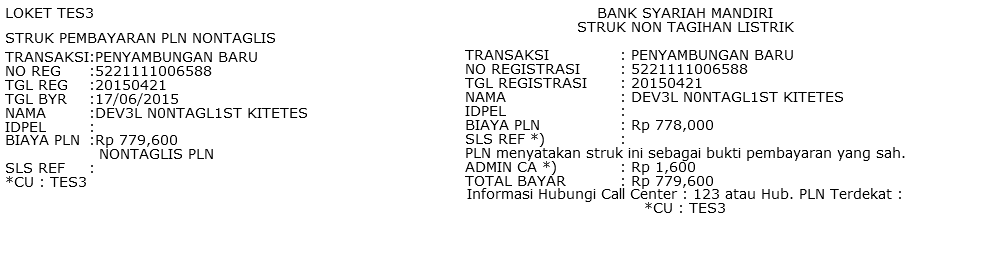 LOKET TES3
STRUK PEMBAYARAN PLN NONTAGLIS
TRANSAKSI:PENYAMBUNGAN BARU
NO REG :5221111006588
TGL REG :20150421
TGL BYR :17/06/2015
NAMA :DEV3L N0NTAGL1ST KITETES
IDPEL :
BIAYA PLN :Rp 779,600
NONTAGLIS PLN
SLS REF :
*CU : TES3
BANK SYARIAH MANDIRI
STRUK NON TAGIHAN LISTRIK
TRANSAKSI : PENYAMBUNGAN BARU
NO REGISTRASI : 5221111006588
TGL REGISTRASI : 20150421
NAMA : DEV3L N0NTAGL1ST KITETES
IDPEL :
BIAYA PLN : Rp 778,000
SLS REF *) :
PLN menyatakan struk ini sebagai bukti pembayaran yang sah.
ADMIN CA *) : Rp 1,600
TOTAL BAYAR : Rp 779,600
Informasi Hubungi Call Center : 123 atau Hub. PLN Terdekat :
*CU : TES3